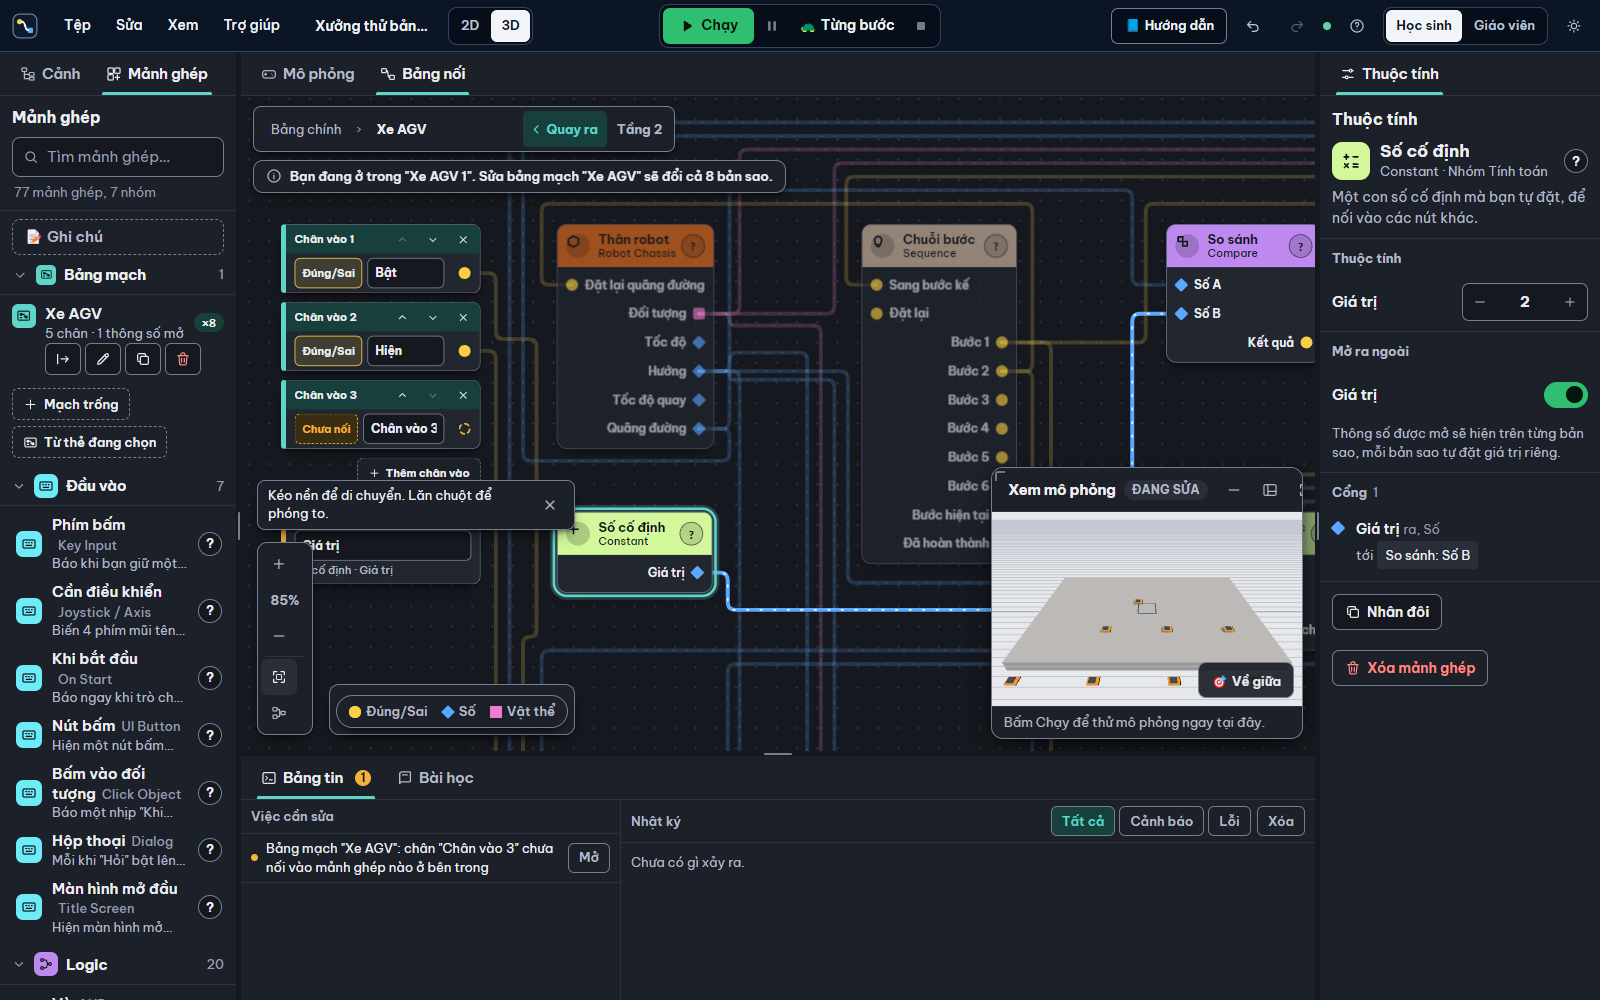 Tệp Sửa Xem Trợ giúp Xưởng thử bản... 2D 3D Chạy Từng bước Hướng dẫn Học sinh Giáo viên
Cảnh Mảnh ghép
Mô phỏng Bảng nối
Thuộc tính
Mảnh ghép
Tìm mảnh ghép...
77 mảnh ghép, 7 nhóm
Ghi chú
Bảng mạch 1
Xe AGV
5 chân · 1 thông số mở
x8
Mạch trống
Từ thẻ đang chọn
Đầu vào 7
Phím bấm
Key Input
Báo khi bạn giữ một...
Cần điều khiển
Joystick / Axis
Biến 4 phím mũi tên...
Khi bắt đầu
On Start
Báo ngay khi trò ch...
Nút bấm UI Button
Hiện một nút bấm...
Bấm vào đối
tượng Click Object
Báo một nhịp "Khi...
Hộp thoại Dialog
Mỗi khi "Hỏi" bật lên...
Màn hình mở đầu
Title Screen
Hiện màn hình mở...
Logic 20
Bảng chính › Xe AGV Quay ra Tầng 2
Bạn đang ở trong "Xe AGV 1". Sửa bảng mạch "Xe AGV" sẽ đổi cả 8 bản sao.
Chân vào 1
Đúng/Sai Bật
Chân vào 2
Đúng/Sai Hiện
Chân vào 3
Chưa nối Chân vào 3
Thêm chân vào
Kéo nền để di chuyển. Lăn chuột để
phóng to.
Giá trị
cố định · Giá trị
85%
Đúng/Sai Số Vật thể
Thân robot
Robot Chassis
Đặt lại quãng đường
Đối tượng
Tốc độ
Hướng
Tốc độ quay
Quãng đường
Số cố định
Constant
Giá trị
Chuỗi bước
Sequence
Sang bước kế
Đặt lại
Bước 1
Bước 2
Bước 3
Bước 4
Bước 5
Bước 6
Bước hiện tại
Đã hoàn thành
So sánh
Compare
Số A
Số B
Kết quả
Xem mô phỏng ĐANG SỬA
Về giữa
Bấm Chạy để thử mô phỏng ngay tại đây.
Bảng tin 1 Bài học
Việc cần sửa
Bảng mạch "Xe AGV": chân "Chân vào 3" chưa
nối vào mảnh ghép nào ở bên trong
Mở
Nhật ký
Tất cả Cảnh báo Lỗi Xóa
Chưa có gì xảy ra.
Thuộc tính
Số cố định
Constant · Nhóm Tính toán
Một con số cố định mà bạn tự đặt, để
nối vào các nút khác.
Thuộc tính
Giá trị 2
Mở ra ngoài
Giá trị
Thông số được mở sẽ hiện trên từng bản
sao, mỗi bản sao tự đặt giá trị riêng.
Cổng 1
Giá trị ra, Số
tới So sánh: Số B
Nhân đôi
Xóa mảnh ghép